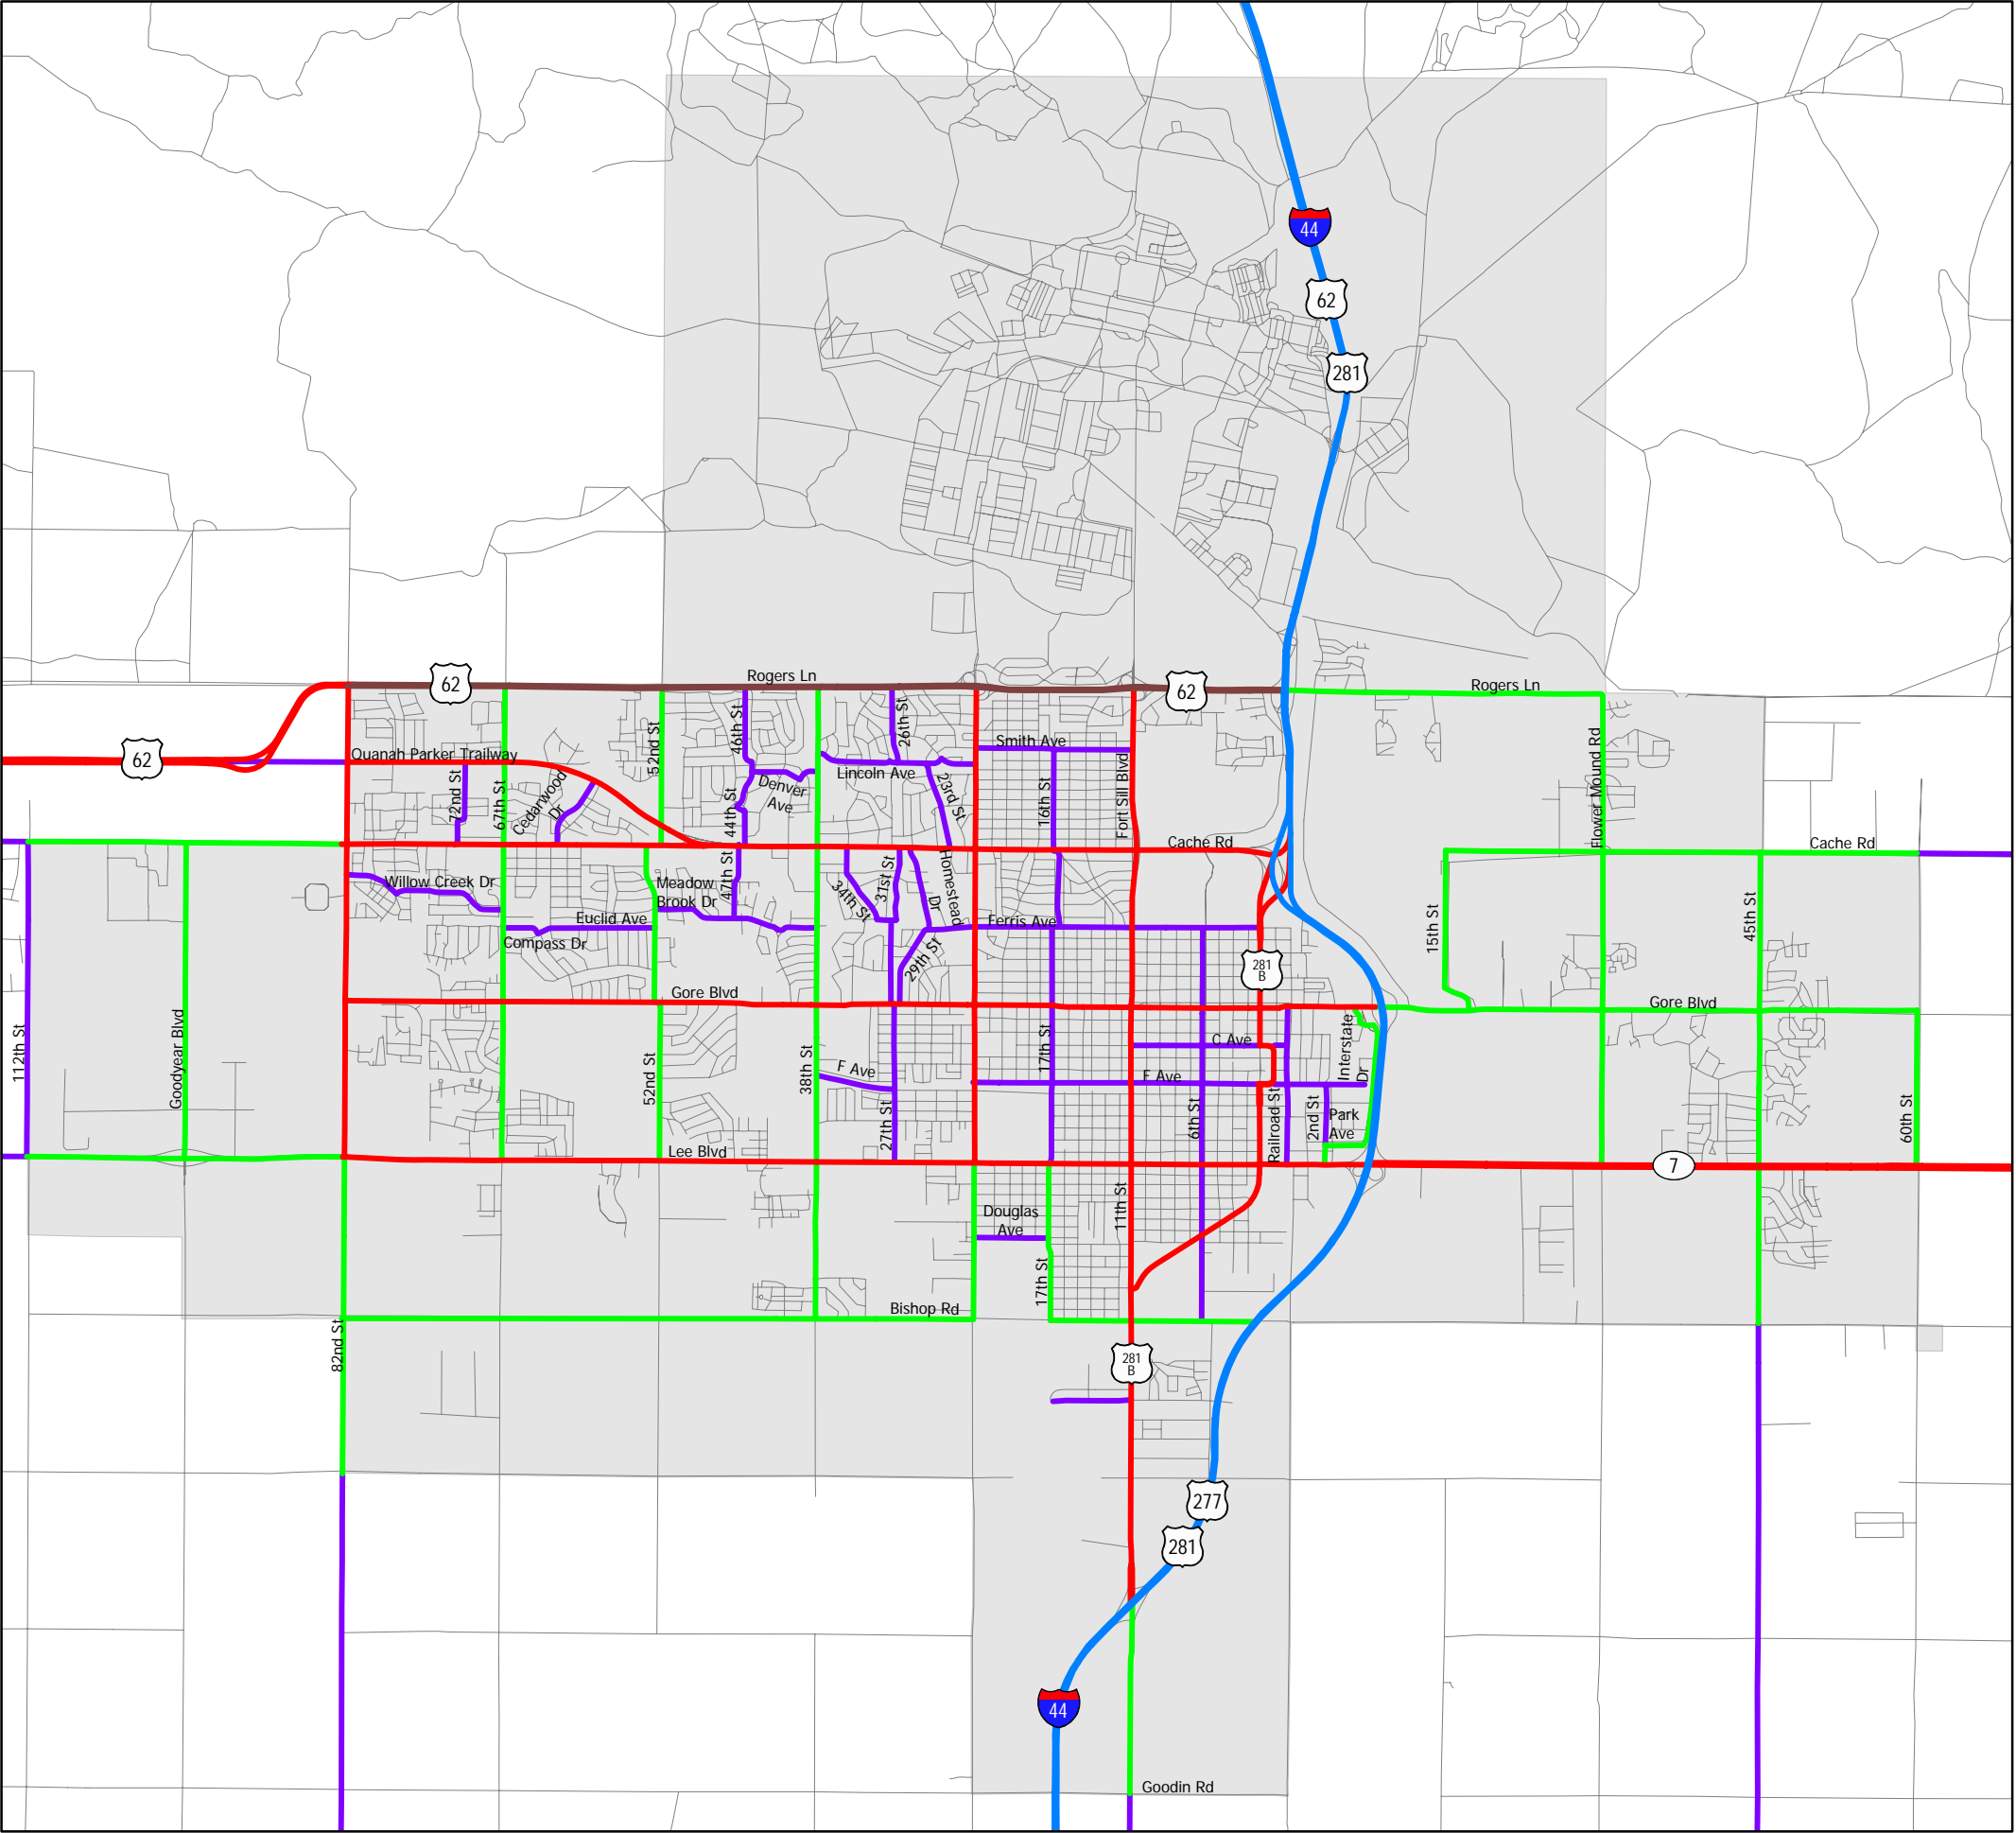 44
62
281
Rogers Ln
62
62
Rogers Ln
62
Quanah Parker Trailway
72nd St
67th St
Cedarwood
Dr
52nd St
46th St
44th St
Denver
Ave
26th St
Lincoln Ave
23rd St
Smith Ave
16th St
Fort Sill Blvd
Flower Mound Rd
Cache Rd
Cache Rd
Willow Creek Dr
Meadow
Brook Dr
47th St
34th St
31st St
Homestead
Dr
Euclid Ave
Compass Dr
29th St
Ferris Ave
281
B
15th St
45th St
Gore Blvd
Gore Blvd
112th St
Goodyear Blvd
52nd St
38th St
F Ave
27th St
17th St
C Ave
F Ave
6th St
Railroad St
2nd St
Interstate
Dr
Park
Ave
60th St
Lee Blvd
7
Douglas
Ave
11th St
17th St
Bishop Rd
82nd St
281
B
277
281
44
Goodin Rd